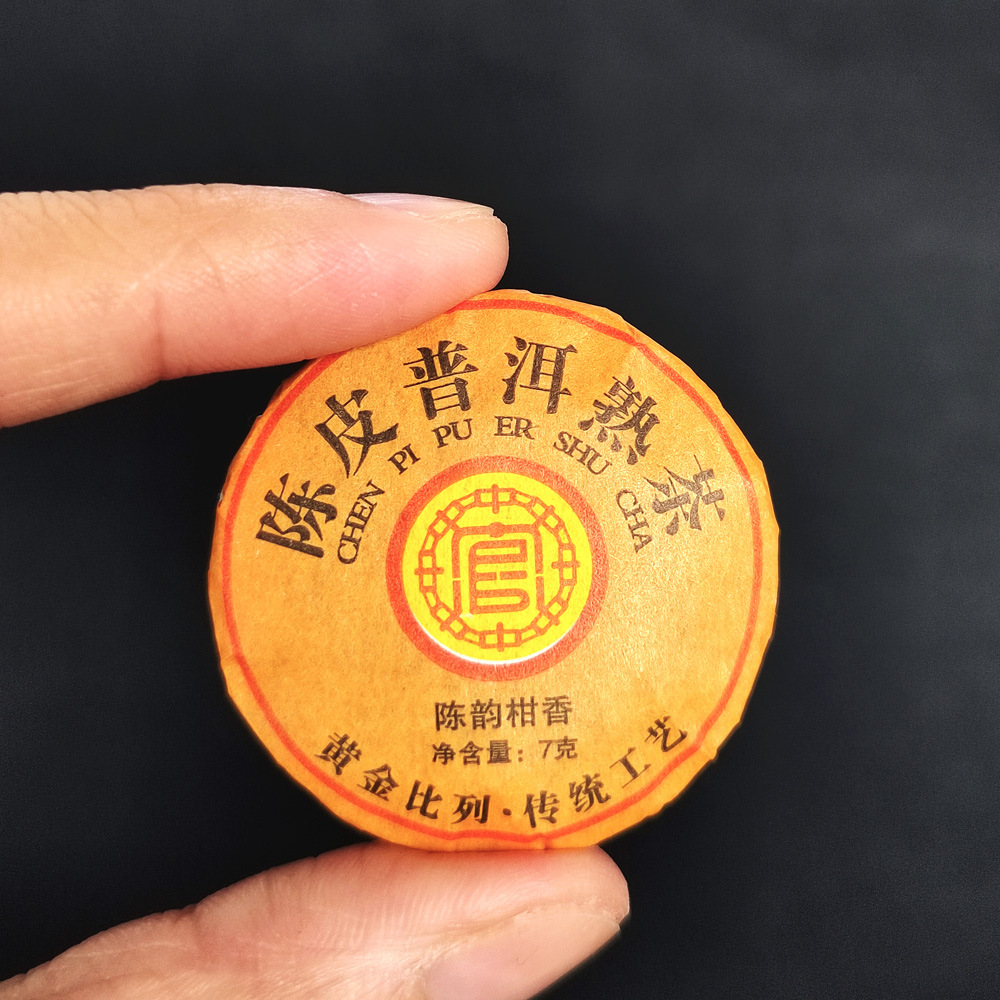 陈皮普洱熟茶
CHEN PI PU ER SHU CHA
官
陈韵柑香
净含量：7克
黄金比列·传统工艺